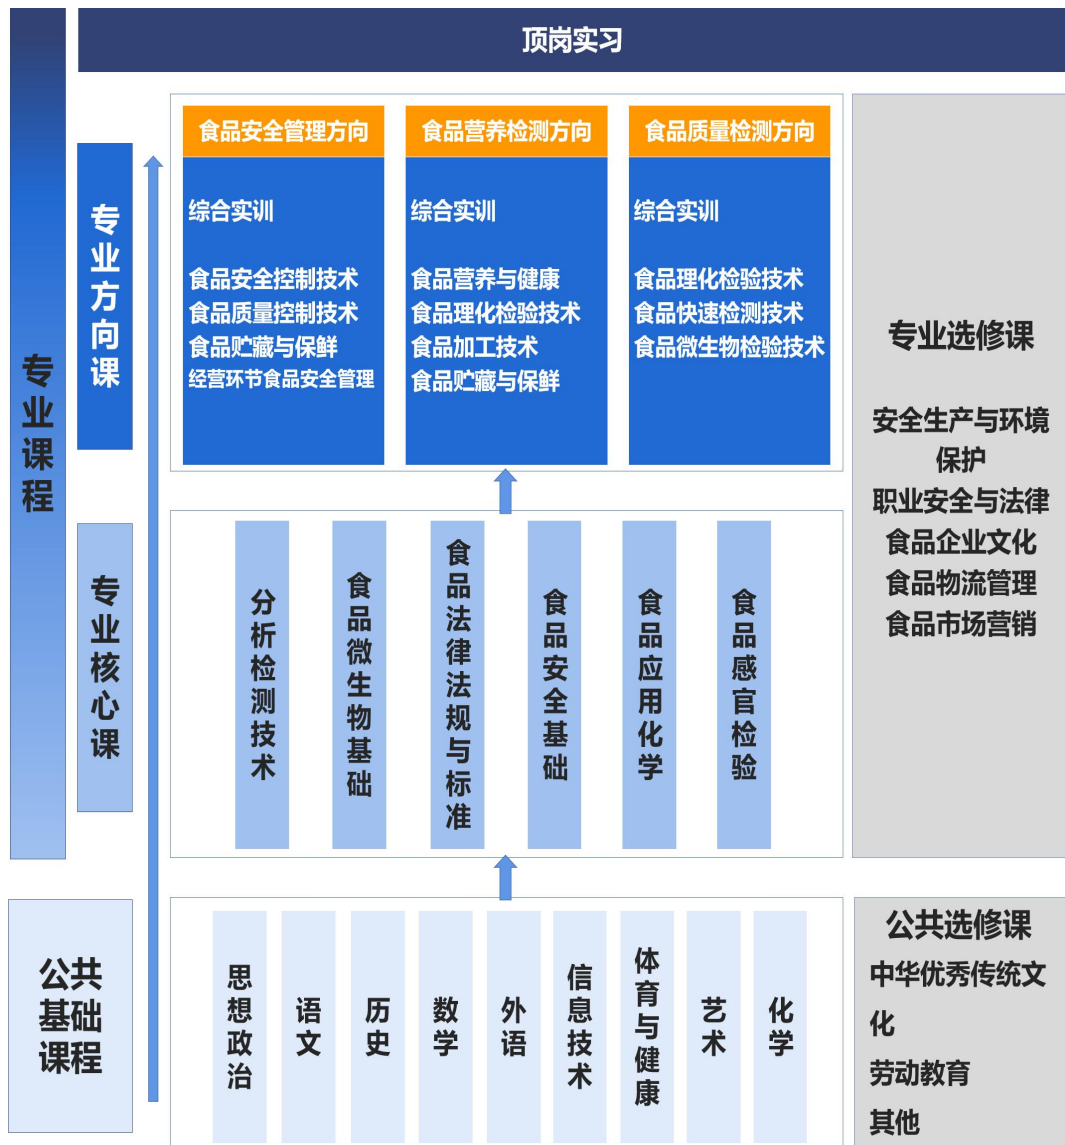 顶岗实习
专业课程
专业方向课
食品安全管理方向
综合实训
食品安全控制技术
食品质量控制技术
食品贮藏与保鲜
经营环节食品安全管理
食品营养检测方向
综合实训
食品营养与健康
食品理化检验技术
食品加工技术
食品贮藏与保鲜
食品质量检测方向
综合实训
食品理化检验技术
食品快速检测技术
食品微生物检验技术
专业选修课
安全生产与环境
保护
职业安全与法律
食品企业文化
食品物流管理
食品市场营销
专业核心课
分析检测技术
食品微生物基础
食品法律法规与标准
食品安全基础
食品应用化学
食品感官检验
公共
基础
课程
思想政治
语文
历史
数学
外语
信息技术
体育与健康
艺术
化学
公共选修课
中华优秀传统文
化
劳动教育
其他